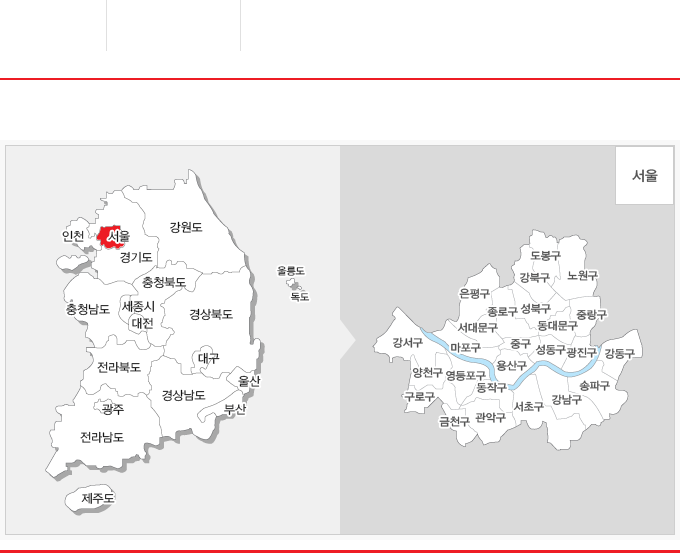 서울
강원도
인천
서울
경기도
울릉도
독도
충청북도
충청남도
세종시
대전
경상북도
대구
전라북도
울산
경상남도
부산
광주
전라남도
제주도
도봉구
강북구
노원구
은평구
종로구
성북구
중랑구
서대문구
동대문구
강서구
마포구
중구
성동구
광진구
강동구
양천구
영등포구
용산구
동작구
송파구
구로구
강남구
서초구
금천구
관악구